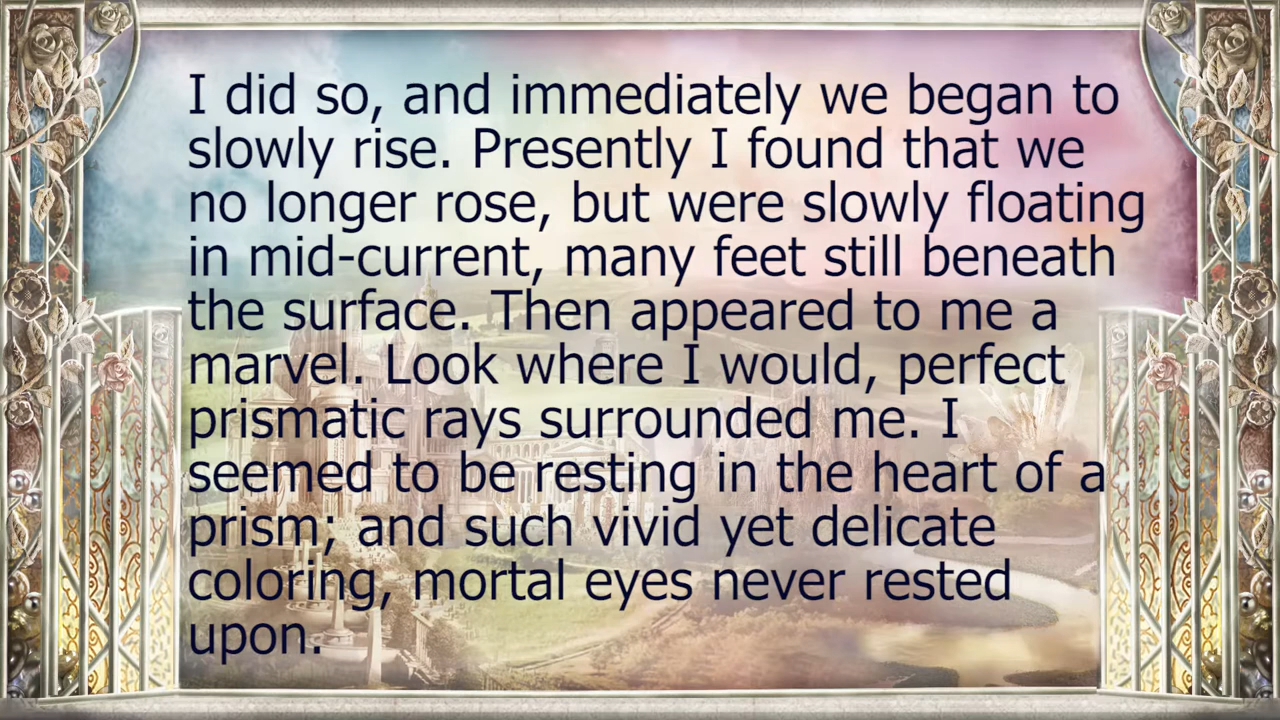 I did so, and immediately we began to
slowly rise. Presently I found that we
no longer rose, but were slowly floating
in mid-current, many feet still beneath
the surface. Then appeared to me a
marvel. Look where I would, perfect
prismatic rays surrounded me. I
seemed to be resting in the heart of a
prism; and such vivid yet delicate
coloring, mortal eyes never rested
upon.